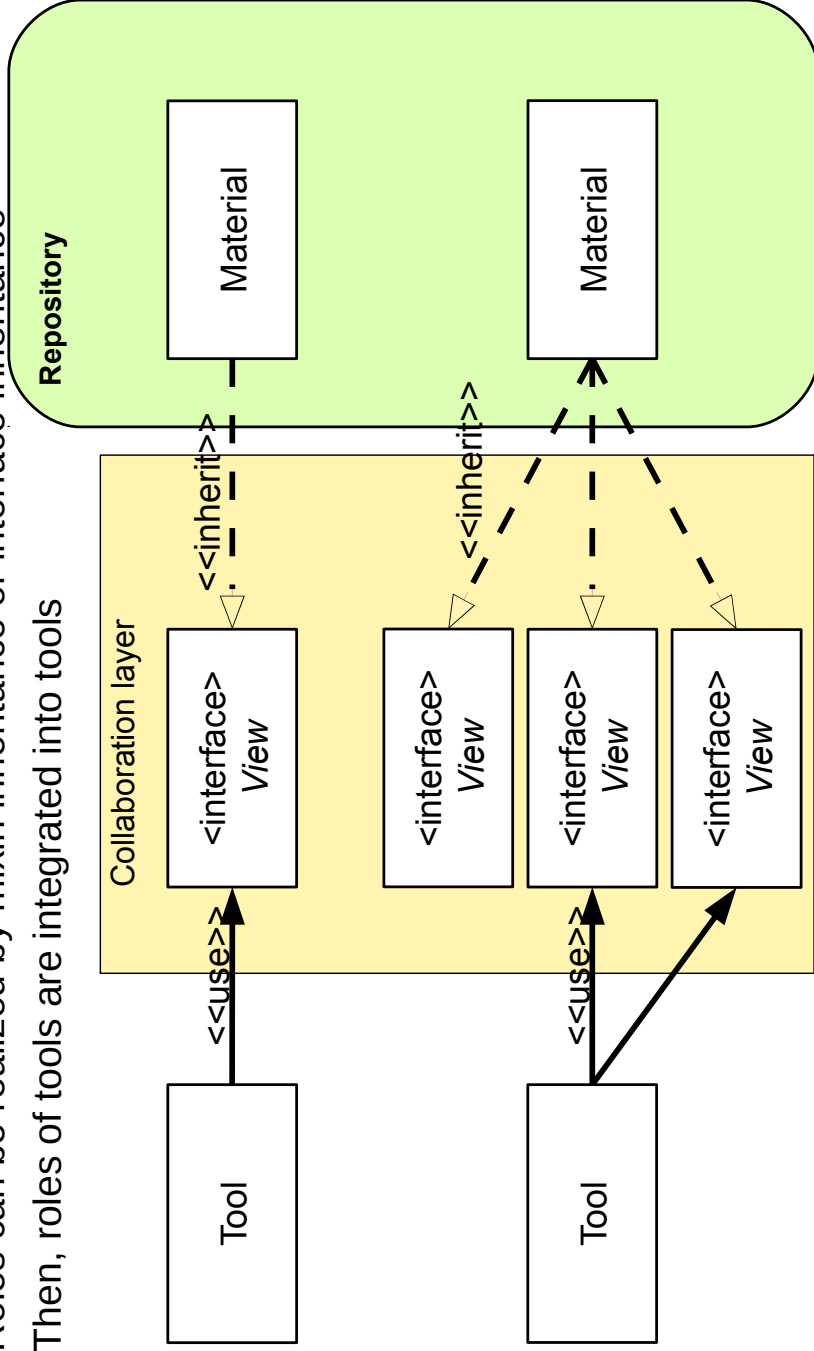 Roles can be realized by mixin inheritance or interface inheritance
Then, roles of tools are integrated into tools
Repository
Collaboration layer
Tool
<<use>>
<interface>
View
<<inherit>>
Material
<interface>
View
<<inherit>>
Tool
<<use>>
<interface>
View
Material
<interface>
View